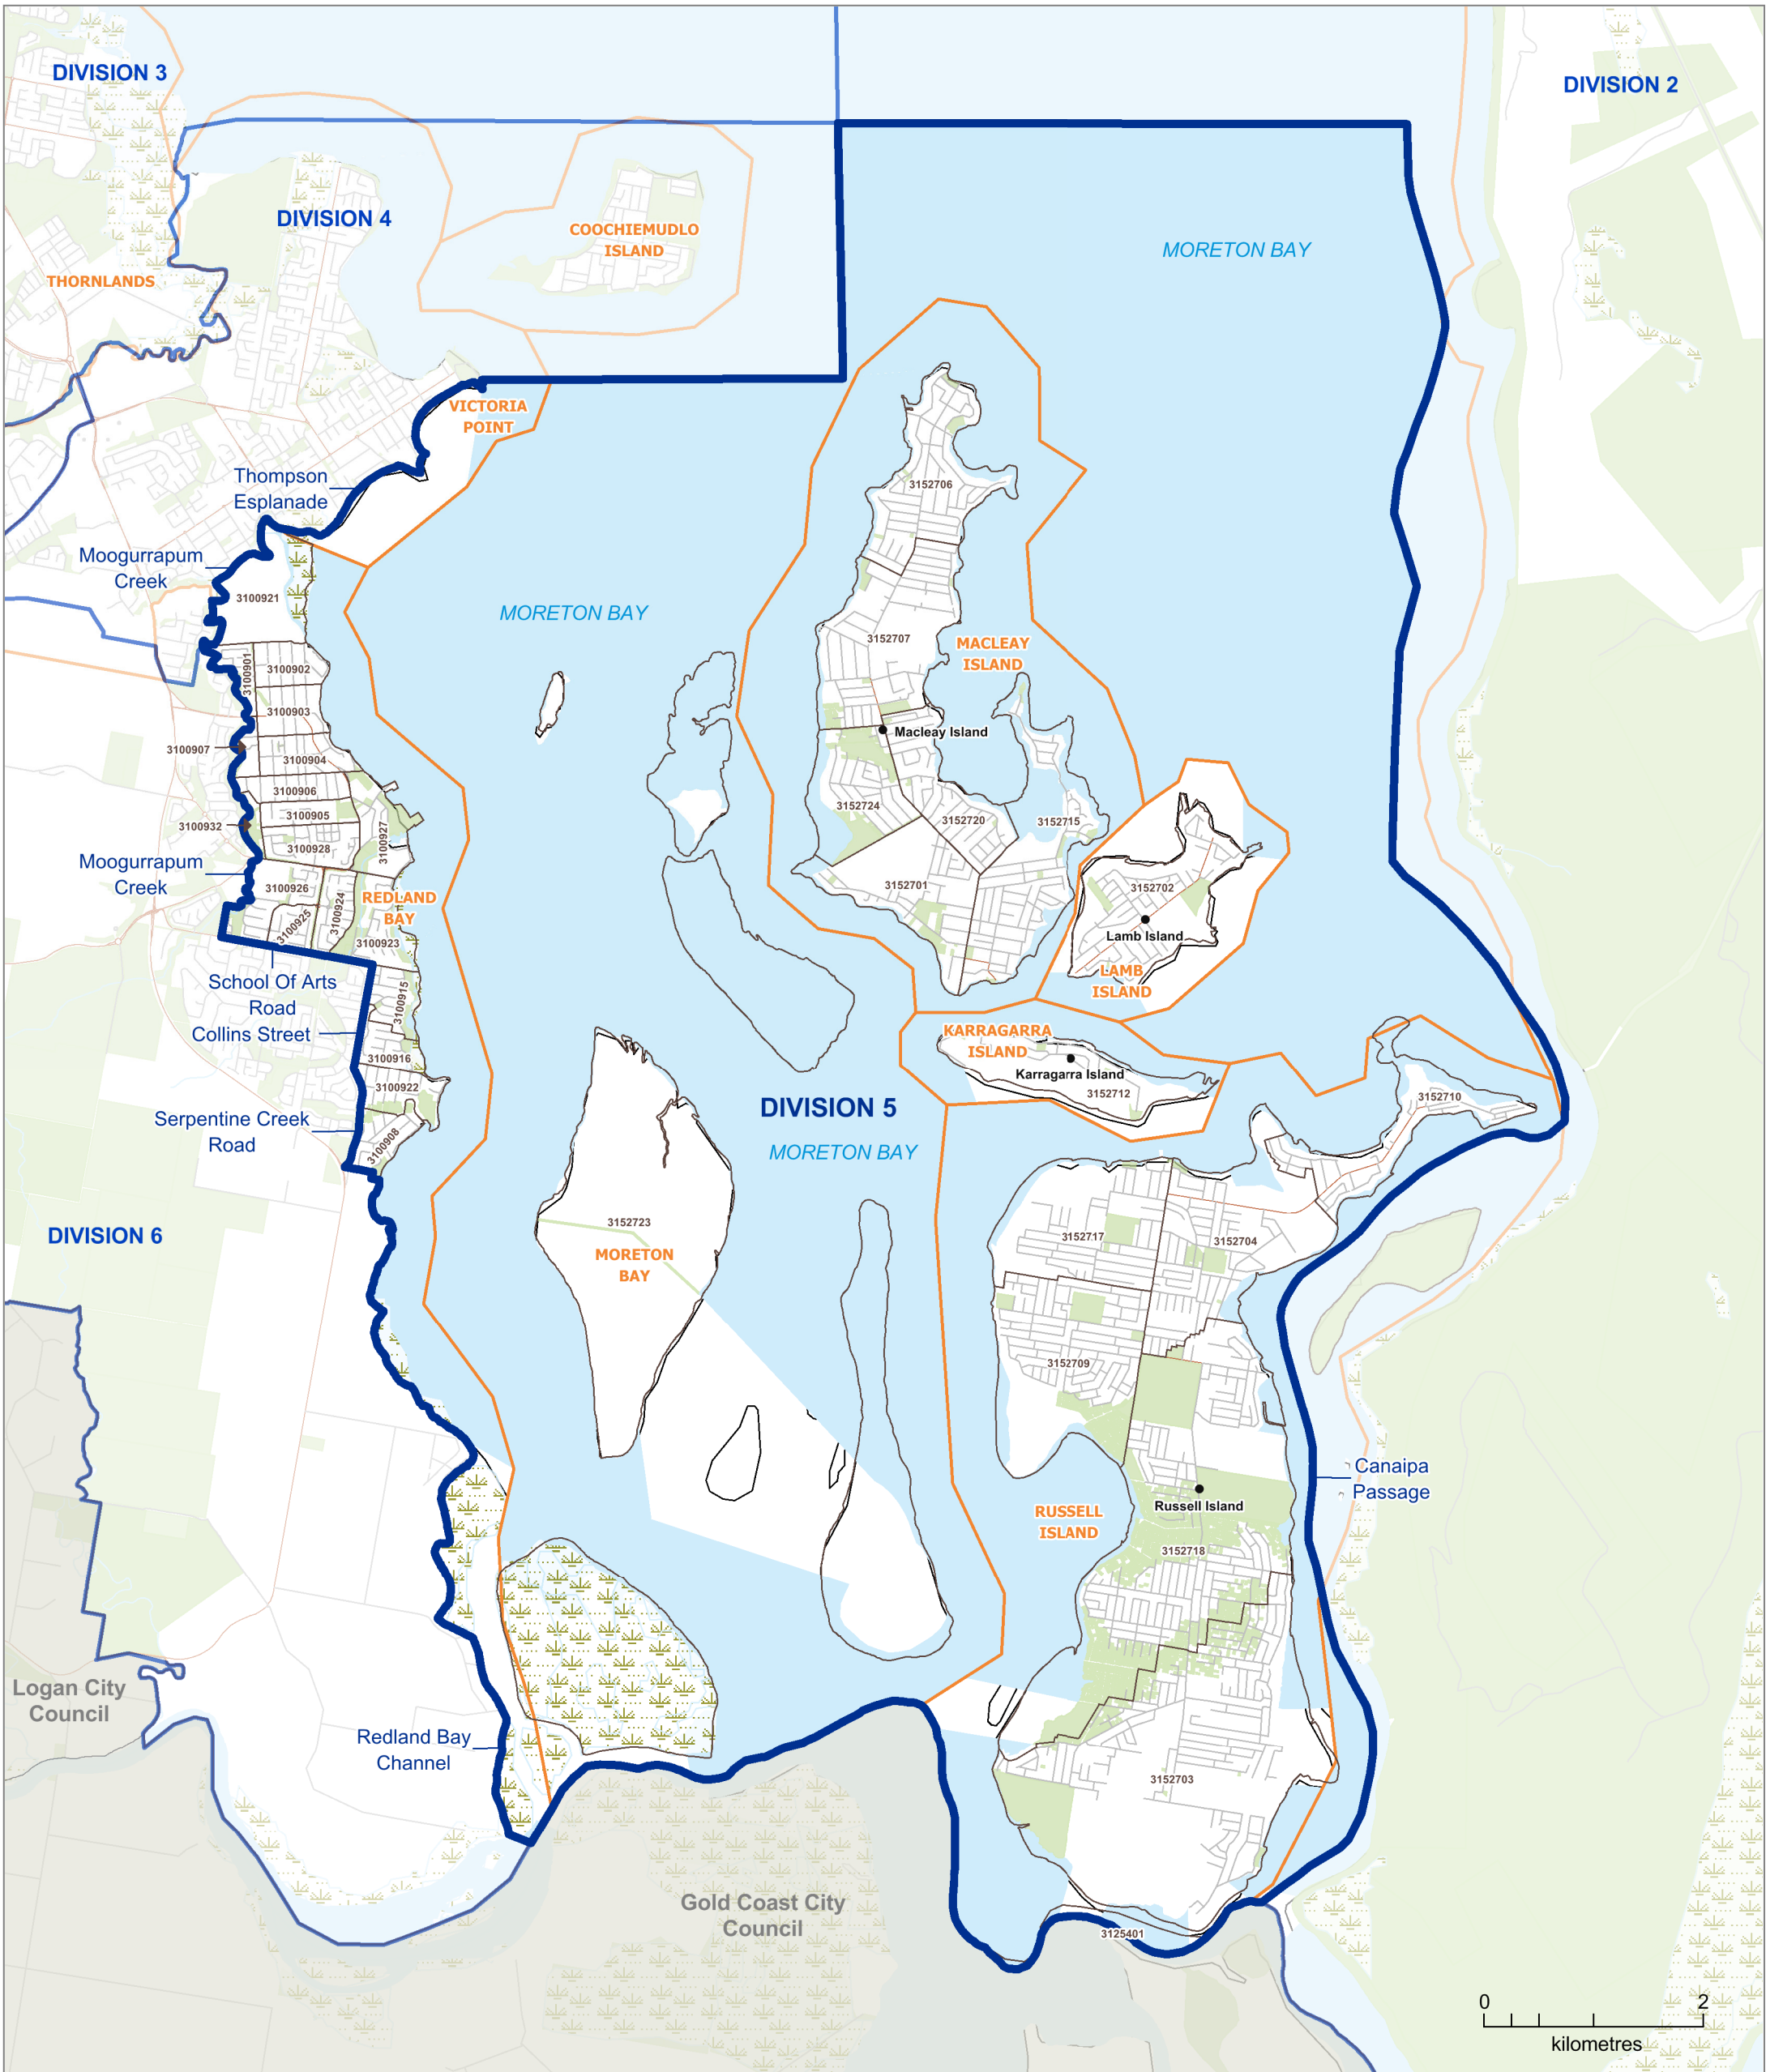 DIVISION 3
DIVISION 2
DIVISION 4
COOCHIEMUDLO
ISLAND
MORETON BAY
THORNLANDS
VICTORIA
POINT
Thompson
Esplanade
3152706
Moogurrapum
Creek
3100921
MORETON BAY
3152707
MACLEAY
ISLAND
3100901
3100902
3100903
Macleay Island
3100907
3100904
3100906
3152724
3100905
3152720
3152715
3100932
3100927
3100928
Moogurrapum
Creek
3100926
3152701
3152702
REDLAND
BAY
3100924
3100925
Lamb Island
3100923
LAMB
ISLAND
School Of Arts
Road
3100915
Collins Street
KARRAGARRA
ISLAND
3100916
Karragarra Island
3100922
3152712
3152710
DIVISION 5
Serpentine Creek
Road
3100908
MORETON BAY
3152723
DIVISION 6
3152717
3152704
MORETON
BAY
3152709
Canaipa
Passage
Russell Island
RUSSELL
ISLAND
3152718
Logan City
Council
Redland Bay
Channel
3152703
Gold Coast City
Council
3125401
0 2
kilometres